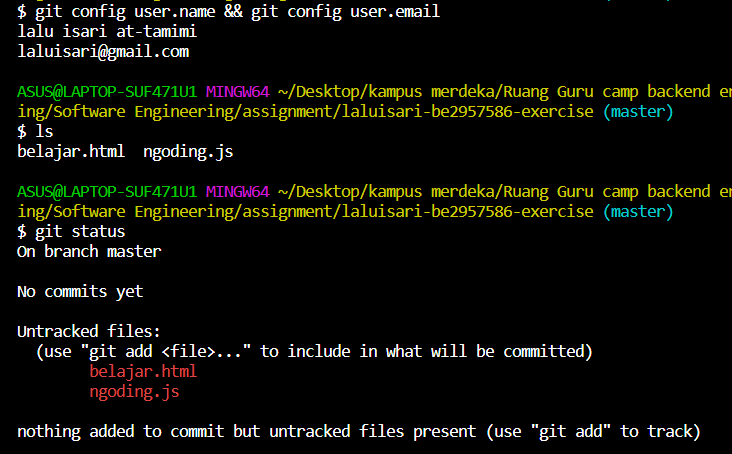 $ git config user.name && git config user.email
lalu isari at-tamimi
laluisari@gmail.com
ASUS@LAPTOP-SUF471U1 MINGW64 ~/Desktop/kampus merdeka/Ruang Guru camp backend en
ing/Software Engineering/assignment/laluisari-be2957586-exercise (master)
$ ls
belajar.html  ngoding.js
ASUS@LAPTOP-SUF471U1 MINGW64 ~/Desktop/kampus merdeka/Ruang Guru camp backend en
ing/Software Engineering/assignment/laluisari-be2957586-exercise (master)
$ git status
On branch master
No commits yet
Untracked files:
  (use "git add <file>..." to include in what will be committed)
        belajar.html
        ngoding.js
nothing added to commit but untracked files present (use "git add" to track)